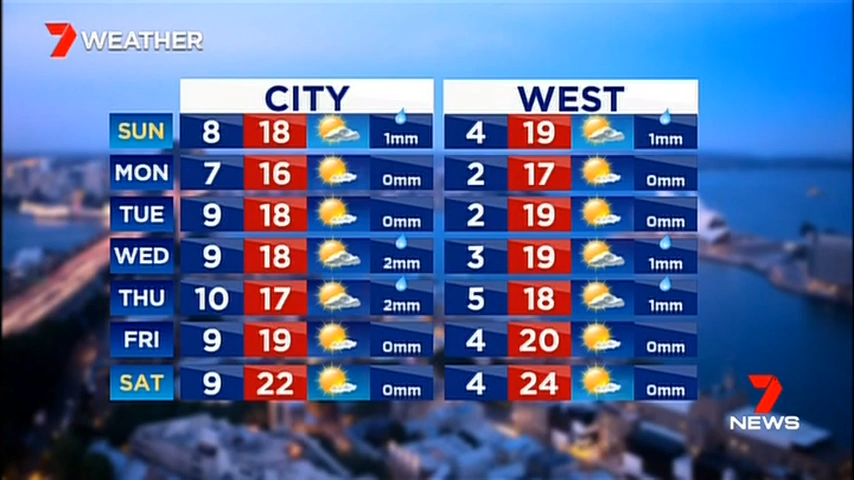 7 WEATHER
CITY WEST
SUN 8 18 1mm 4 19 1mm
MON 7 16 0mm 2 17 0mm
TUE 9 18 0mm 2 19 0mm
WED 9 18 2mm 3 19 1mm
THU 10 17 2mm 5 18 1mm
FRI 9 19 0mm 4 20 0mm
SAT 9 22 0mm 4 24 0mm
7
NEWS